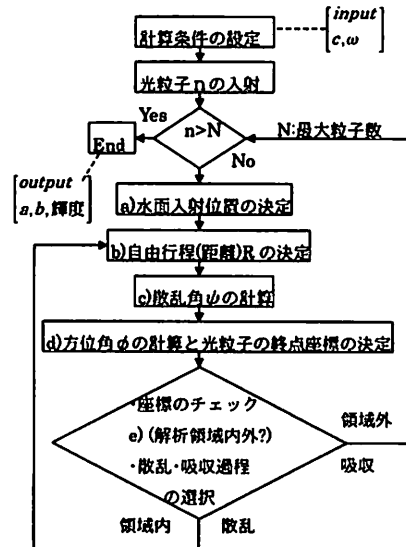 計算条件の設定
input
c,ω
光粒子nの入射
Yes
n>N
N:最大粒子数
End
No
output
a,b,輝度
a)水面入射位置の決定
b)自由行程(距離)Rの決定
c)散乱角ψの計算
d)方位角φの計算と光粒子の終点座標の決定
・座標のチェック
e)(解析領域内外?)
・散乱・吸収過程
の選択
領域外
吸収
領域内
散乱